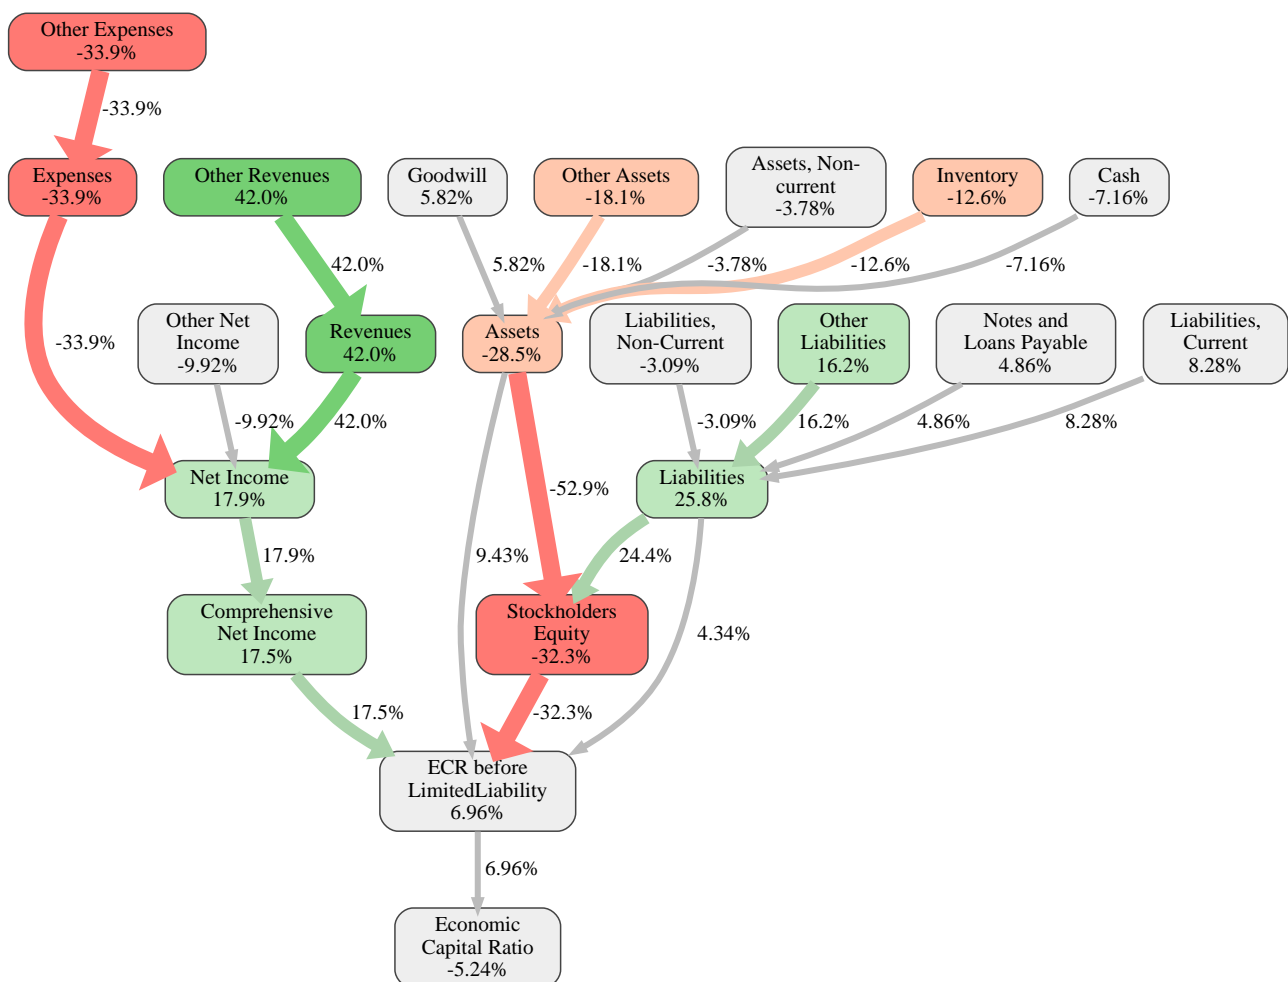 Other Expenses
-33.9%
-33.9%
Expenses
-33.9%
Other Revenues
42.0%
Goodwill
5.82%
Other Assets
-18.1%
Assets, Non-
current
-3.78%
Inventory
-12.6%
Cash
-7.16%
42.0%
5.82%
-18.1%
-3.78%
-12.6%
-7.16%
-33.9%
Other Net
Income
-9.92%
Revenues
42.0%
Assets
-28.5%
Liabilities,
Non-Current
-3.09%
Other
Liabilities
16.2%
Notes and
Loans Payable
4.86%
Liabilities,
Current
8.28%
-9.92%
42.0%
-3.09%
16.2%
4.86%
8.28%
Net Income
17.9%
-52.9%
Liabilities
25.8%
17.9%
9.43%
24.4%
Comprehensive
Net Income
17.5%
Stockholders
Equity
-32.3%
4.34%
17.5%
-32.3%
ECR before
LimitedLiability
6.96%
6.96%
Economic
Capital Ratio
-5.24%